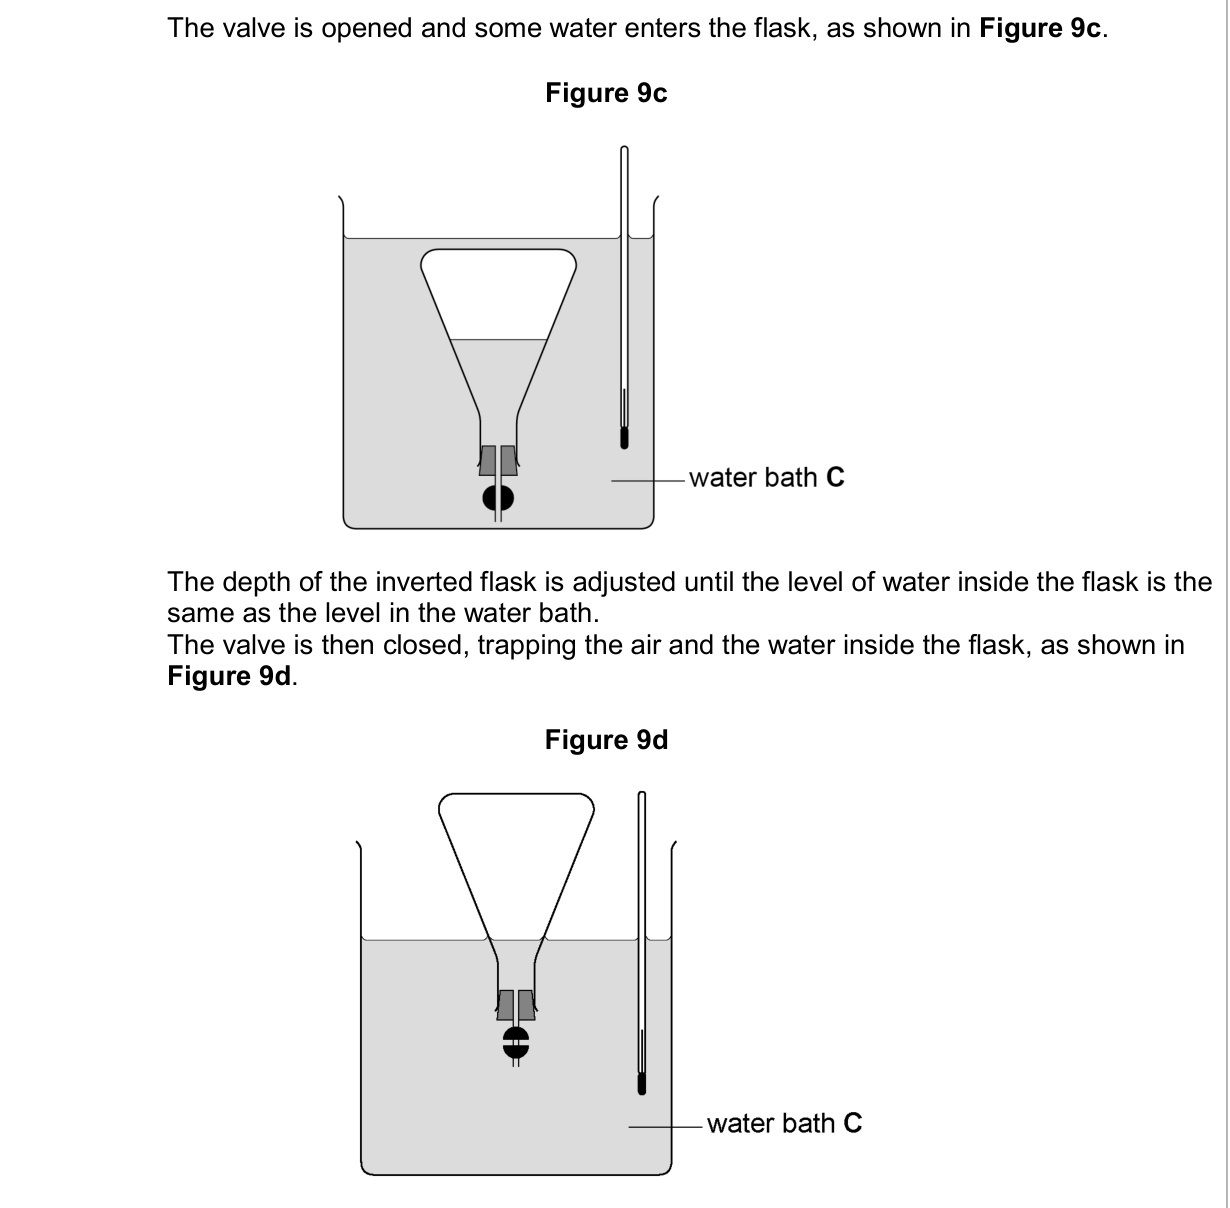 The valve is opened and some water enters the flask, as shown in Figure 9c.
Figure 9c
water bath C
The depth of the inverted flask is adjusted until the level of water inside the flask is the
same as the level in the water bath.
The valve is then closed, trapping the air and the water inside the flask, as shown in
Figure 9d.
Figure 9d
water bath C